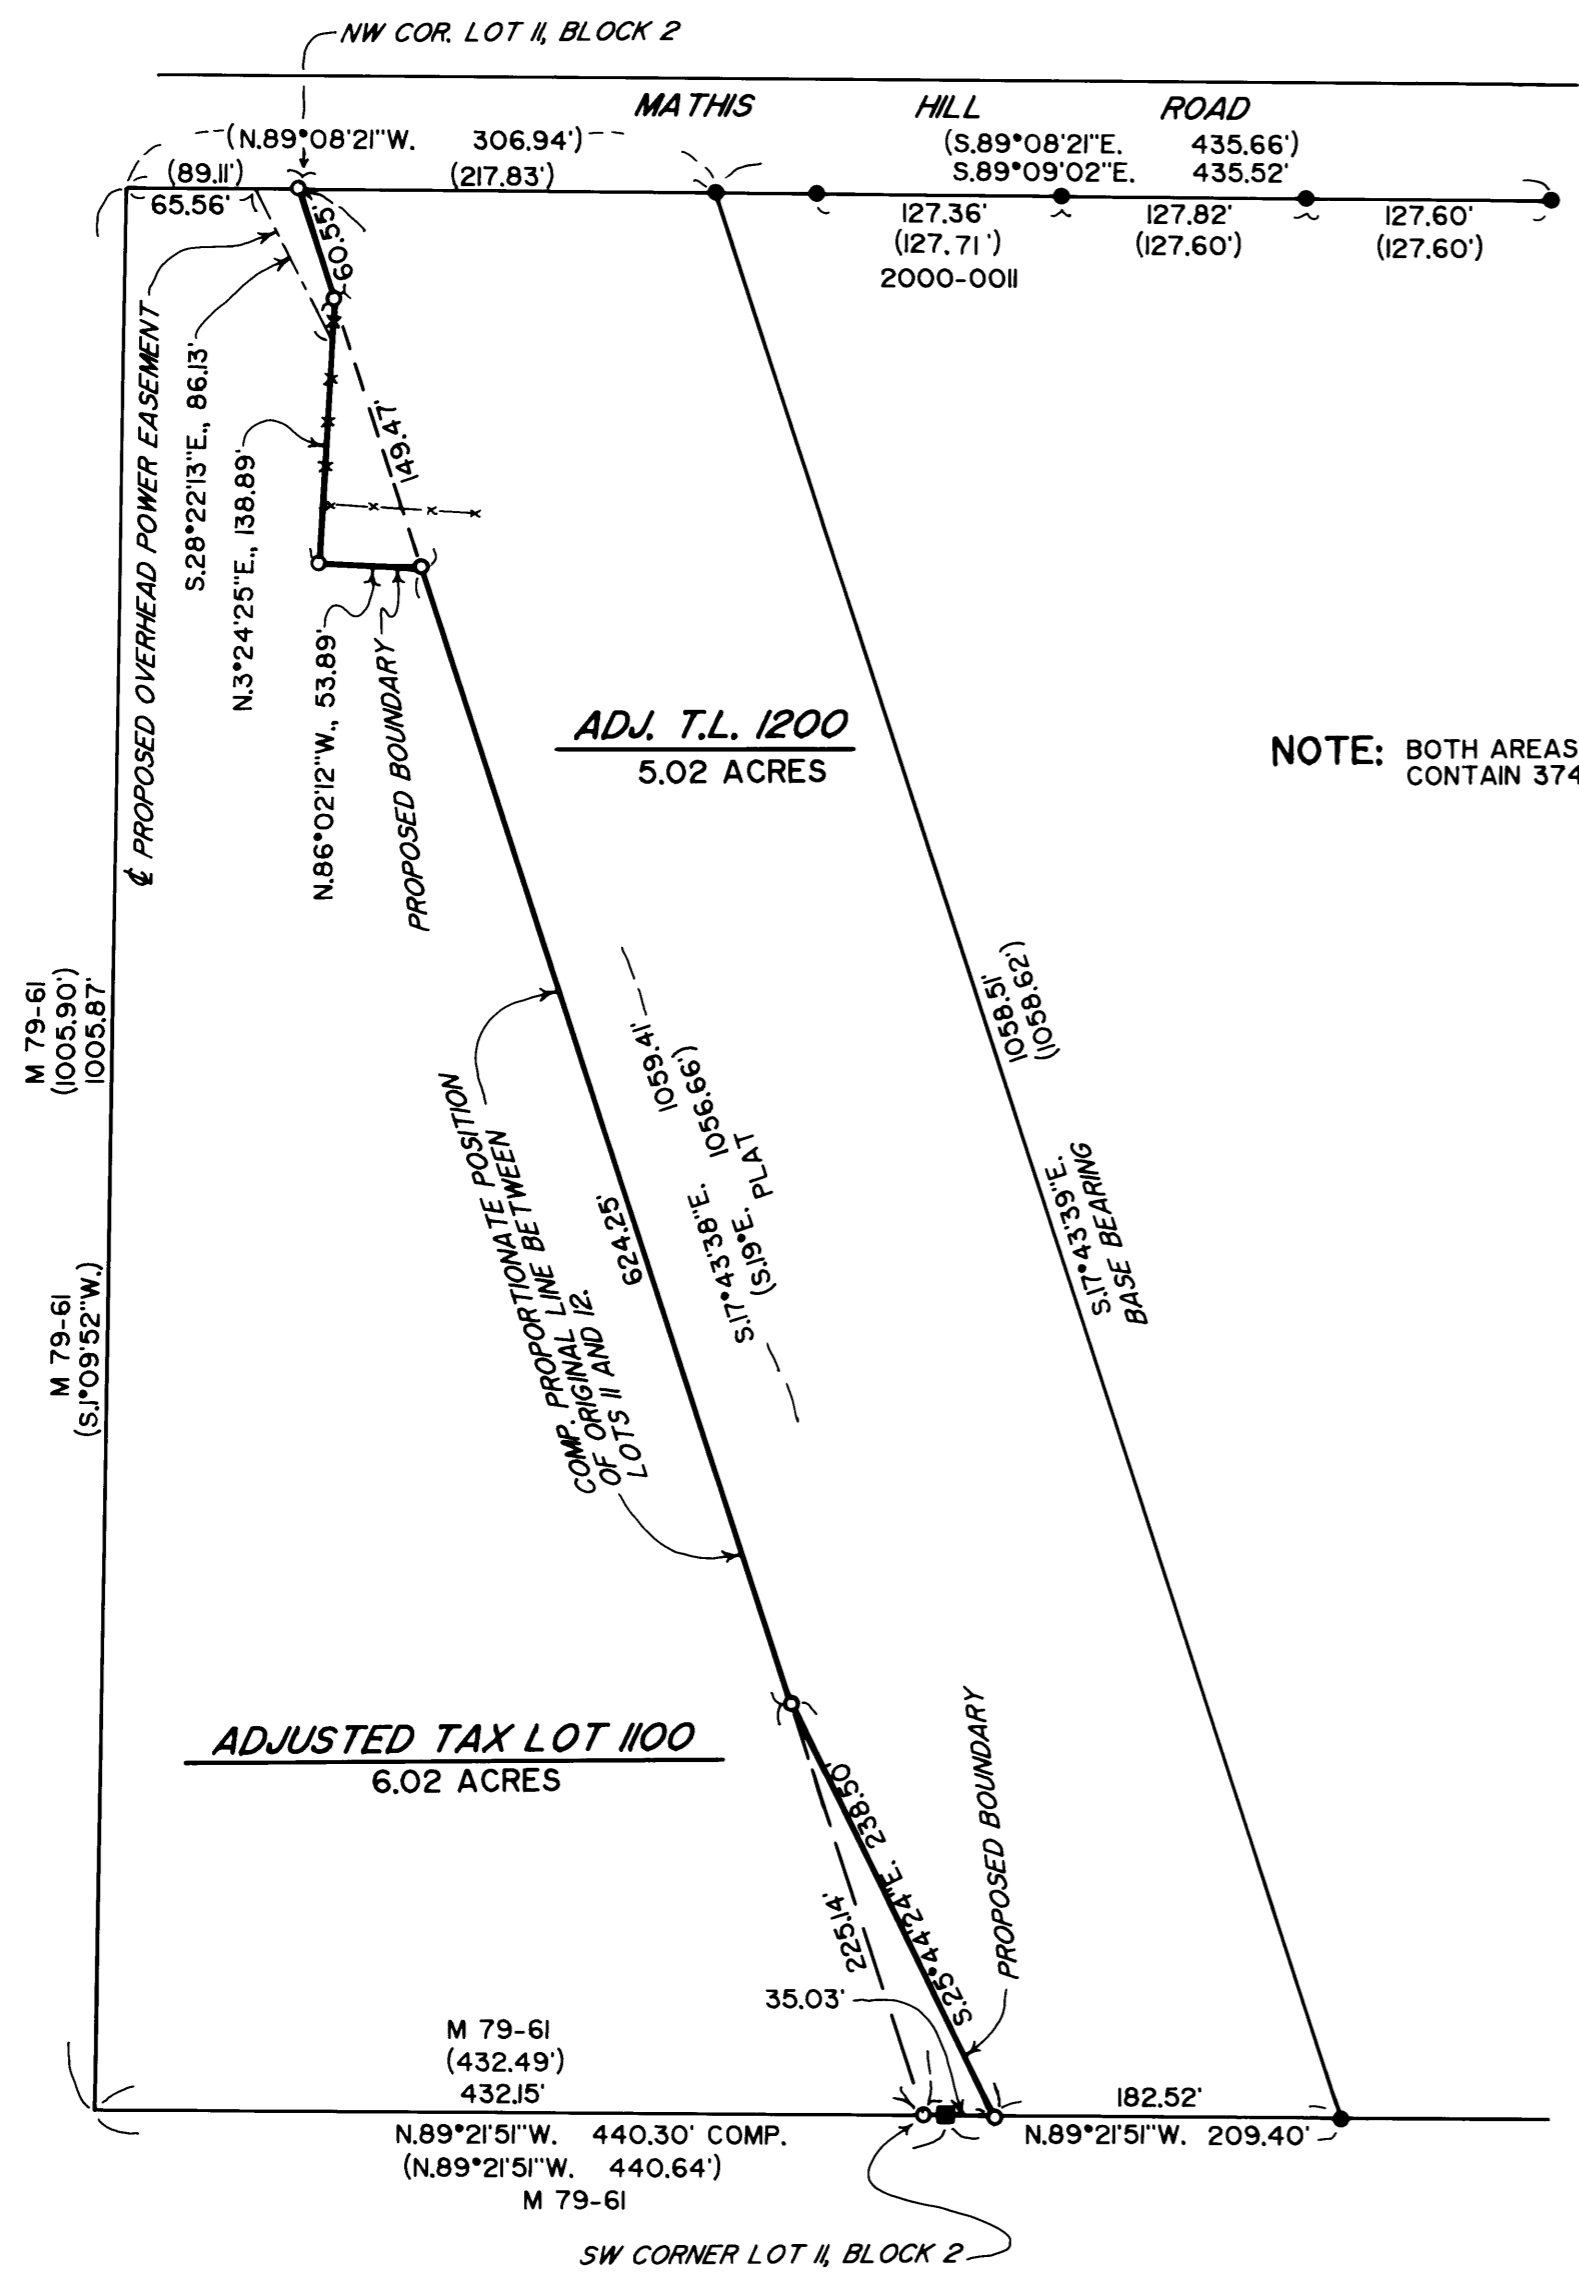 NW COR. LOT 11, BLOCK 2
MATHIS HILL ROAD
(N.89°08'21"W. 306.94')
(S.89°08'21"E. 435.66')
S.89°09'02"E. 435.52'
(89.11')
65.56'
(217.83')
127.36'
(127.71')
2000-0011
127.82'
(127.60')
127.60'
(127.60')
60.55'
149.47'
℄ PROPOSED OVERHEAD POWER EASEMENT
S.28°22'13"E., 86.13'
N.3°24'25"E., 138.89'
N.86°02'12"W., 53.89'
PROPOSED BOUNDARY
ADJ. T.L. 1200
5.02 ACRES
NOTE: BOTH AREAS
CONTAIN 374
M 79-61
(1005.90')
1005.87'
M 79-61
(S.1°09'52"W.)
COMP. PROPORTIONATE POSITION
OF ORIGINAL LINE BETWEEN
LOTS 11 AND 12.
624.25'
S.17°43'38"E. 1059.41'
(S.19°E. PLAT 1056.66')
1058.51'
(1058.62')
S.17°43'39"E.
BASE BEARING
ADJUSTED TAX LOT 1100
6.02 ACRES
S.25°44'24"E. 238.50'
225.14'
PROPOSED BOUNDARY
35.03'
M 79-61
(432.49')
432.15'
182.52'
N.89°21'51"W. 440.30' COMP.
(N.89°21'51"W. 440.64')
M 79-61
N.89°21'51"W. 209.40'
SW CORNER LOT 11, BLOCK 2